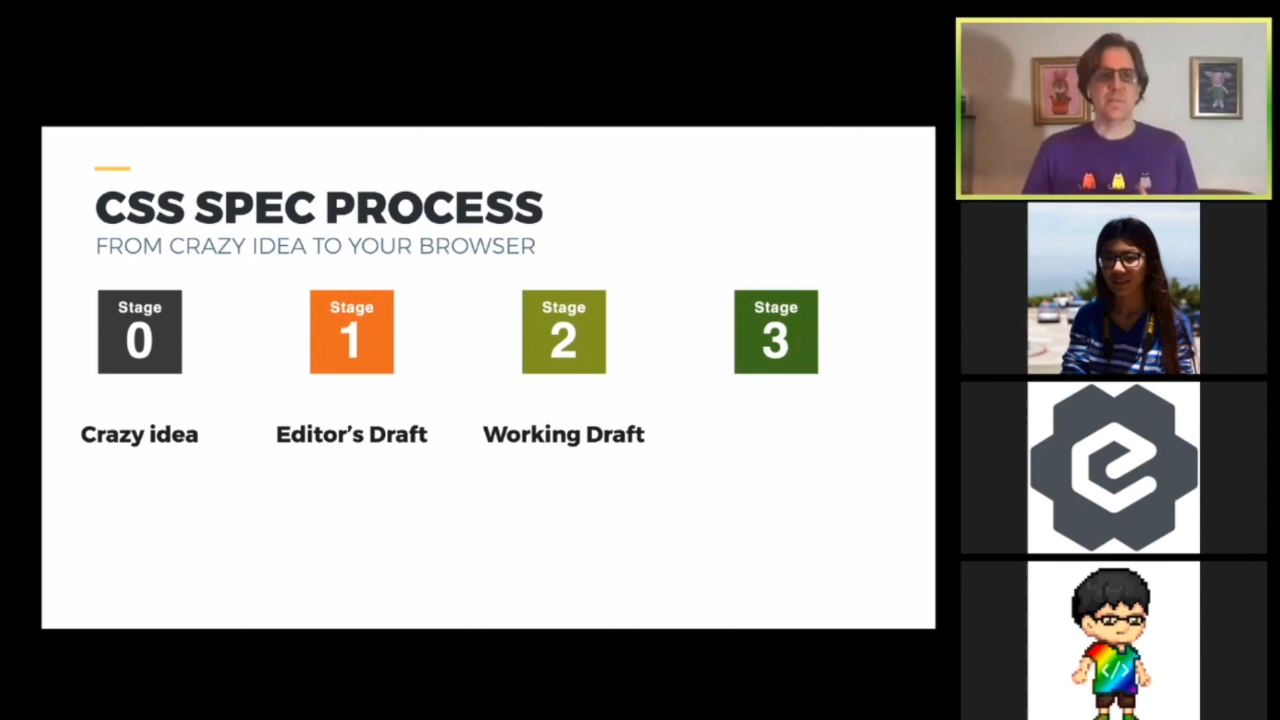 CSS SPEC PROCESS
FROM CRAZY IDEA TO YOUR BROWSER
Stage
0
Stage
1
Stage
2
Stage
3
Crazy idea
Editor’s Draft
Working Draft
</>